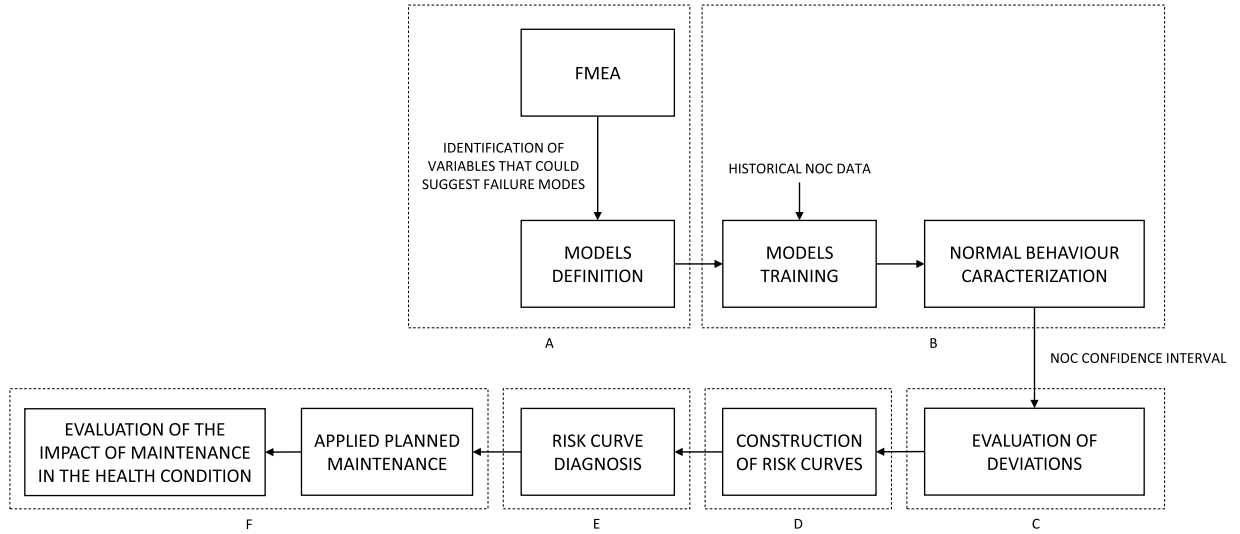 FMEA
IDENTIFICATION OF
VARIABLES THAT COULD
SUGGEST FAILURE MODES
HISTORICAL NOC DATA
MODELS
DEFINITION
MODELS
TRAINING
NORMAL BEHAVIOUR
CARACTERIZATION
A
B
NOC CONFIDENCE INTERVAL
EVALUATION OF THE
IMPACT OF MAINTENANCE
IN THE HEALTH CONDITION
APPLIED PLANNED
MAINTENANCE
RISK CURVE
DIAGNOSIS
CONSTRUCTION
OF RISK CURVES
EVALUATION OF
DEVIATIONS
F
E
D
C